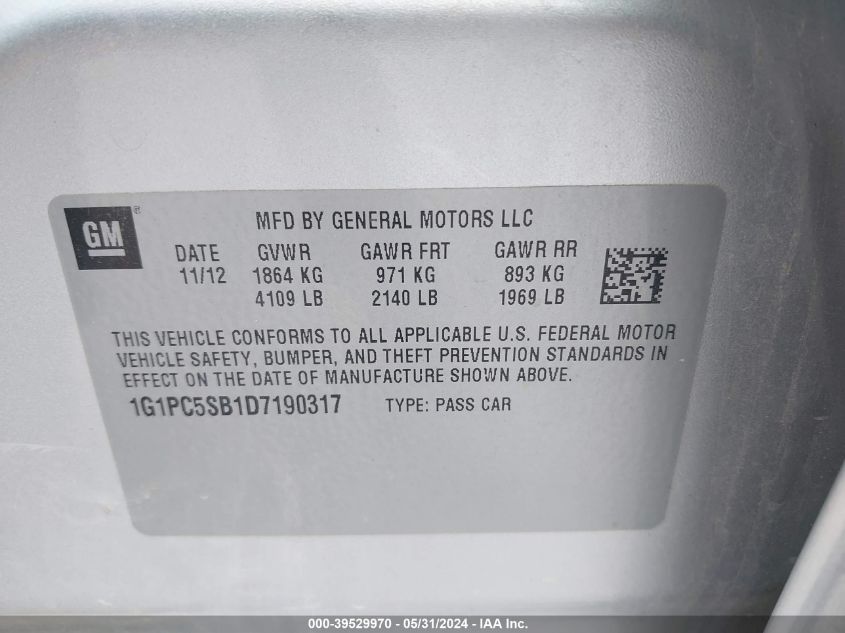 GM ®
MFD BY GENERAL MOTORS LLC
DATE GVWR GAWR FRT GAWR RR
11/12 1864 KG 971 KG 893 KG
4109 LB 2140 LB 1969 LB
THIS VEHICLE CONFORMS TO ALL APPLICABLE U.S. FEDERAL MOTOR
VEHICLE SAFETY, BUMPER, AND THEFT PREVENTION STANDARDS IN
EFFECT ON THE DATE OF MANUFACTURE SHOWN ABOVE.
1G1PC5SB1D7190317 TYPE: PASS CAR
000-39529970 - 05/31/2024 - IAA Inc.